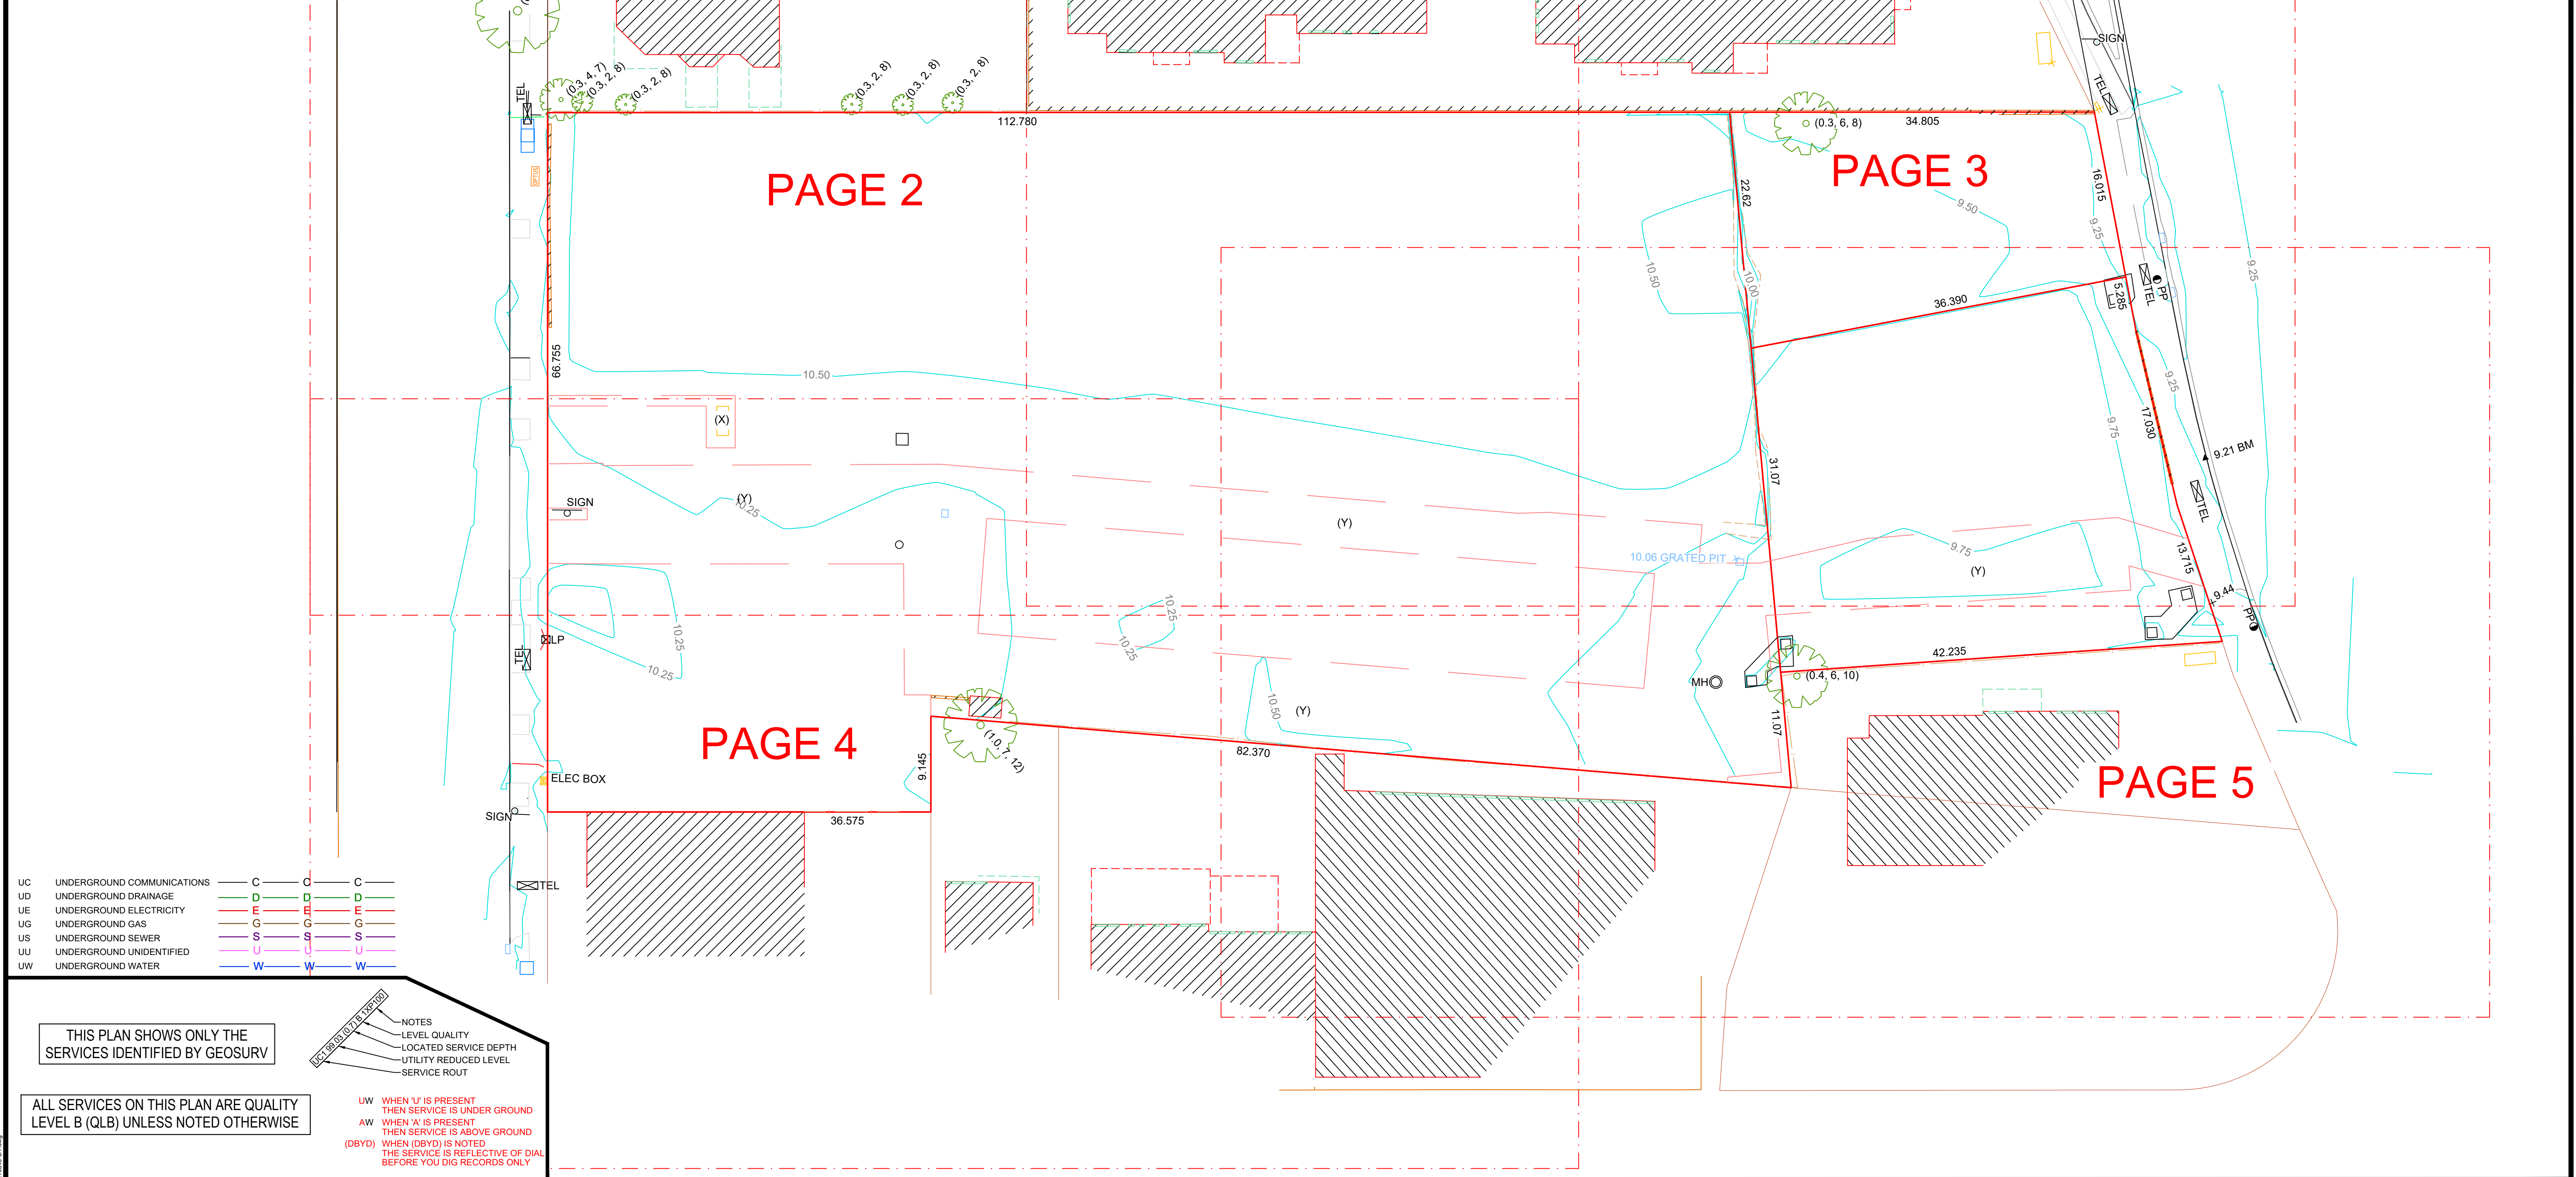 SIGN
TEL
TEL
(0.3, 4, 7)
(0.3, 2, 8)
(0.3, 2, 8)
(0.3, 2, 8)
(0.3, 2, 8)
(0.3, 2, 8)
112.780
(0.3, 6, 8)
34.805
OPTUS
PAGE 2
PAGE 3
22.62
16.015
9.50
9.25
10.50
10.00
9.25
36.390
5.285
TEL
PP
66.755
10.50
9.25
(X)
9.75
17.030
9.21 BM
31.07
SIGN
(Y)
10.25
(Y)
TEL
10.06 GRATED PIT
9.75
(Y)
13.715
9.44
PP
10.25
10.25
LP
TEL
10.25
10.25
42.235
MH
(0.4, 6, 10)
10.50
(Y)
11.07
PAGE 4
(1.0, 7, 12)
82.370
9.145
ELEC BOX
PAGE 5
SIGN
36.575
TEL
UC UNDERGROUND COMMUNICATIONS C C C
UD UNDERGROUND DRAINAGE D D D
UE UNDERGROUND ELECTRICITY E E E
UG UNDERGROUND GAS G G G
US UNDERGROUND SEWER S S S
UU UNDERGROUND UNIDENTIFIED U U U
UW UNDERGROUND WATER W W W
THIS PLAN SHOWS ONLY THE
SERVICES IDENTIFIED BY GEOSURV
UC1 99.03 (0.7) B 1XP100
NOTES
LEVEL QUALITY
LOCATED SERVICE DEPTH
UTILITY REDUCED LEVEL
SERVICE ROUT
ALL SERVICES ON THIS PLAN ARE QUALITY
LEVEL B (QLB) UNLESS NOTED OTHERWISE
UW WHEN 'U' IS PRESENT
THEN SERVICE IS UNDER GROUND
AW WHEN 'A' IS PRESENT
THEN SERVICE IS ABOVE GROUND
(DBYD) WHEN (DBYD) IS NOTED
THE SERVICE IS REFLECTIVE OF DIAL
BEFORE YOU DIG RECORDS ONLY